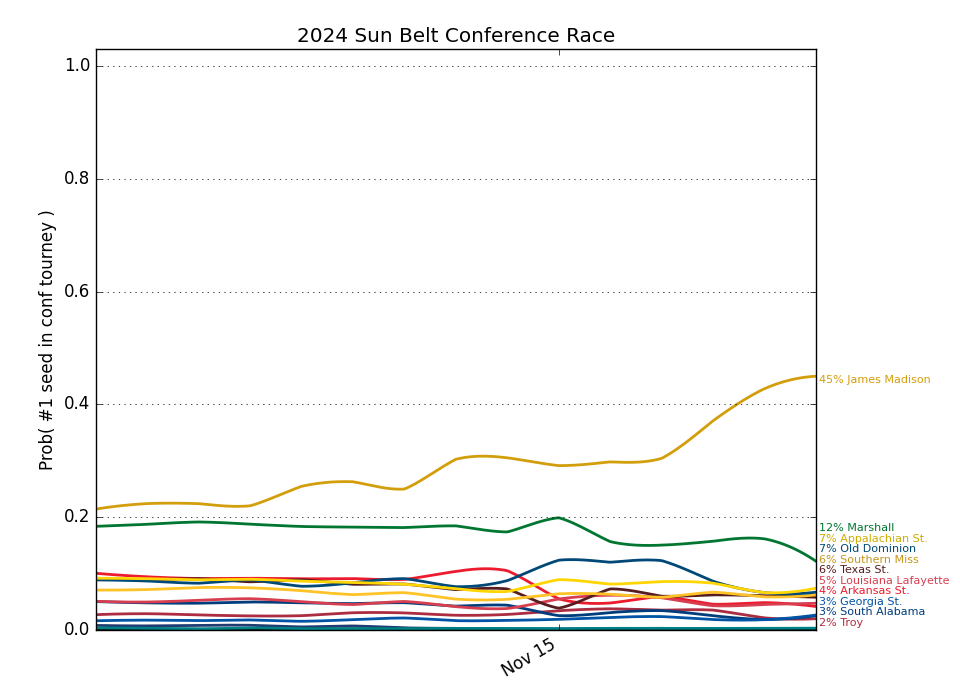 2024 Sun Belt Conference Race
Prob( #1 seed in conf tourney )
1.0
0.8
0.6
0.4
0.2
0.0
Nov 15
45% James Madison
12% Marshall
7% Appalachian St.
7% Old Dominion
6% Southern Miss
6% Texas St.
5% Louisiana Lafayette
4% Arkansas St.
3% Georgia St.
3% South Alabama
2% Troy